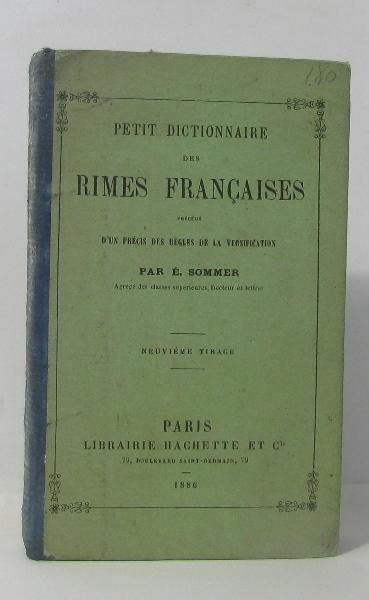 180
PETIT DICTIONNAIRE
DES
RIMES FRANÇAISES
PRÉCÉDÉ
D'UN PRÉCIS DES RÈGLES DE LA VERSIFICATION
PAR É. SOMMER
Agrégé des classes supérieures, Docteur ès lettres
NEUVIÈME TIRAGE
PARIS
LIBRAIRIE HACHETTE ET Cie
79, BOULEVARD SAINT-GERMAIN, 79
1886